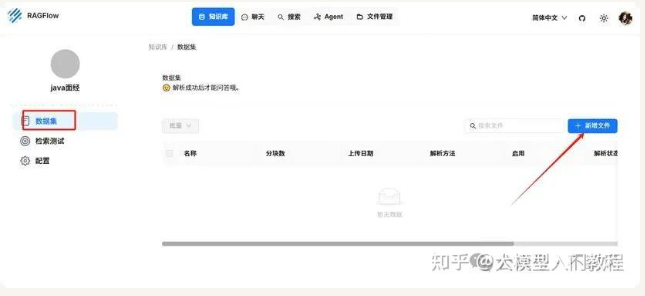 RAGFlow
知识库
聊天
搜索
Agent
文件管理
简体中文
知识库 / 数据集
java面经
数据集
😉 解析成功后才能问答哦。
数据集
检索测试
配置
批量
搜索文件
+ 新增文件
名称 分块数 上传日期 解析方法 启用 解析状态
暂无数据
知乎 @大模型入门教程